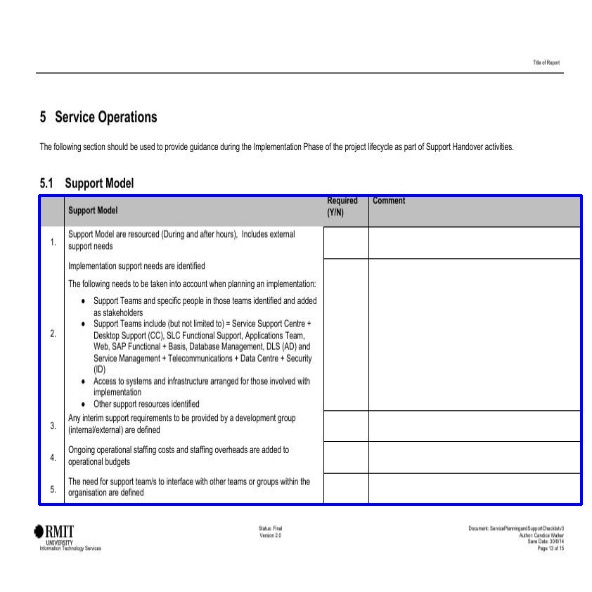 Title of Report
5 Service Operations
The following section should be used to provide guidance during the Implementation Phase of the project lifecycle as part of Support Handover activities.
5.1 Support Model
Support Model
Required
(Y/N)
Comment
1.
Support Model are resourced (During and after hours), Includes external
support needs
2.
Implementation support needs are identified
The following needs to be taken into account when planning an implementation:
• Support Teams and specific people in those teams identified and added
as stakeholders
• Support Teams include (but not limited to) = Service Support Centre +
Desktop Support (CC), SLC Functional Support, Applications Team,
Web, SAP Functional + Basis, Database Management, DLS (AD) and
Service Management + Telecommunications + Data Centre + Security
(ID)
• Access to systems and infrastructure arranged for those involved with
implementation
• Other support resources identified
3.
Any interim support requirements to be provided by a development group
(internal/external) are defined
4.
Ongoing operational staffing costs and staffing overheads are added to
operational budgets
5.
The need for support team/s to interface with other teams or groups within the
organisation are defined
RMIT
UNIVERSITY
Information Technology Services
Status: Final
Version 2.0
Document: ServicePlanningandSupportChecklistv3
Author: Candice Walker
Save Date: 30/8/14
Page 13 of 15